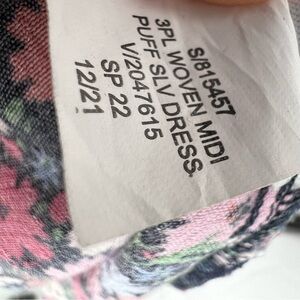 S/815457
3PL WOVEN MIDI
PUFF SLV DRESS
V/2047615
SP 22
12/21